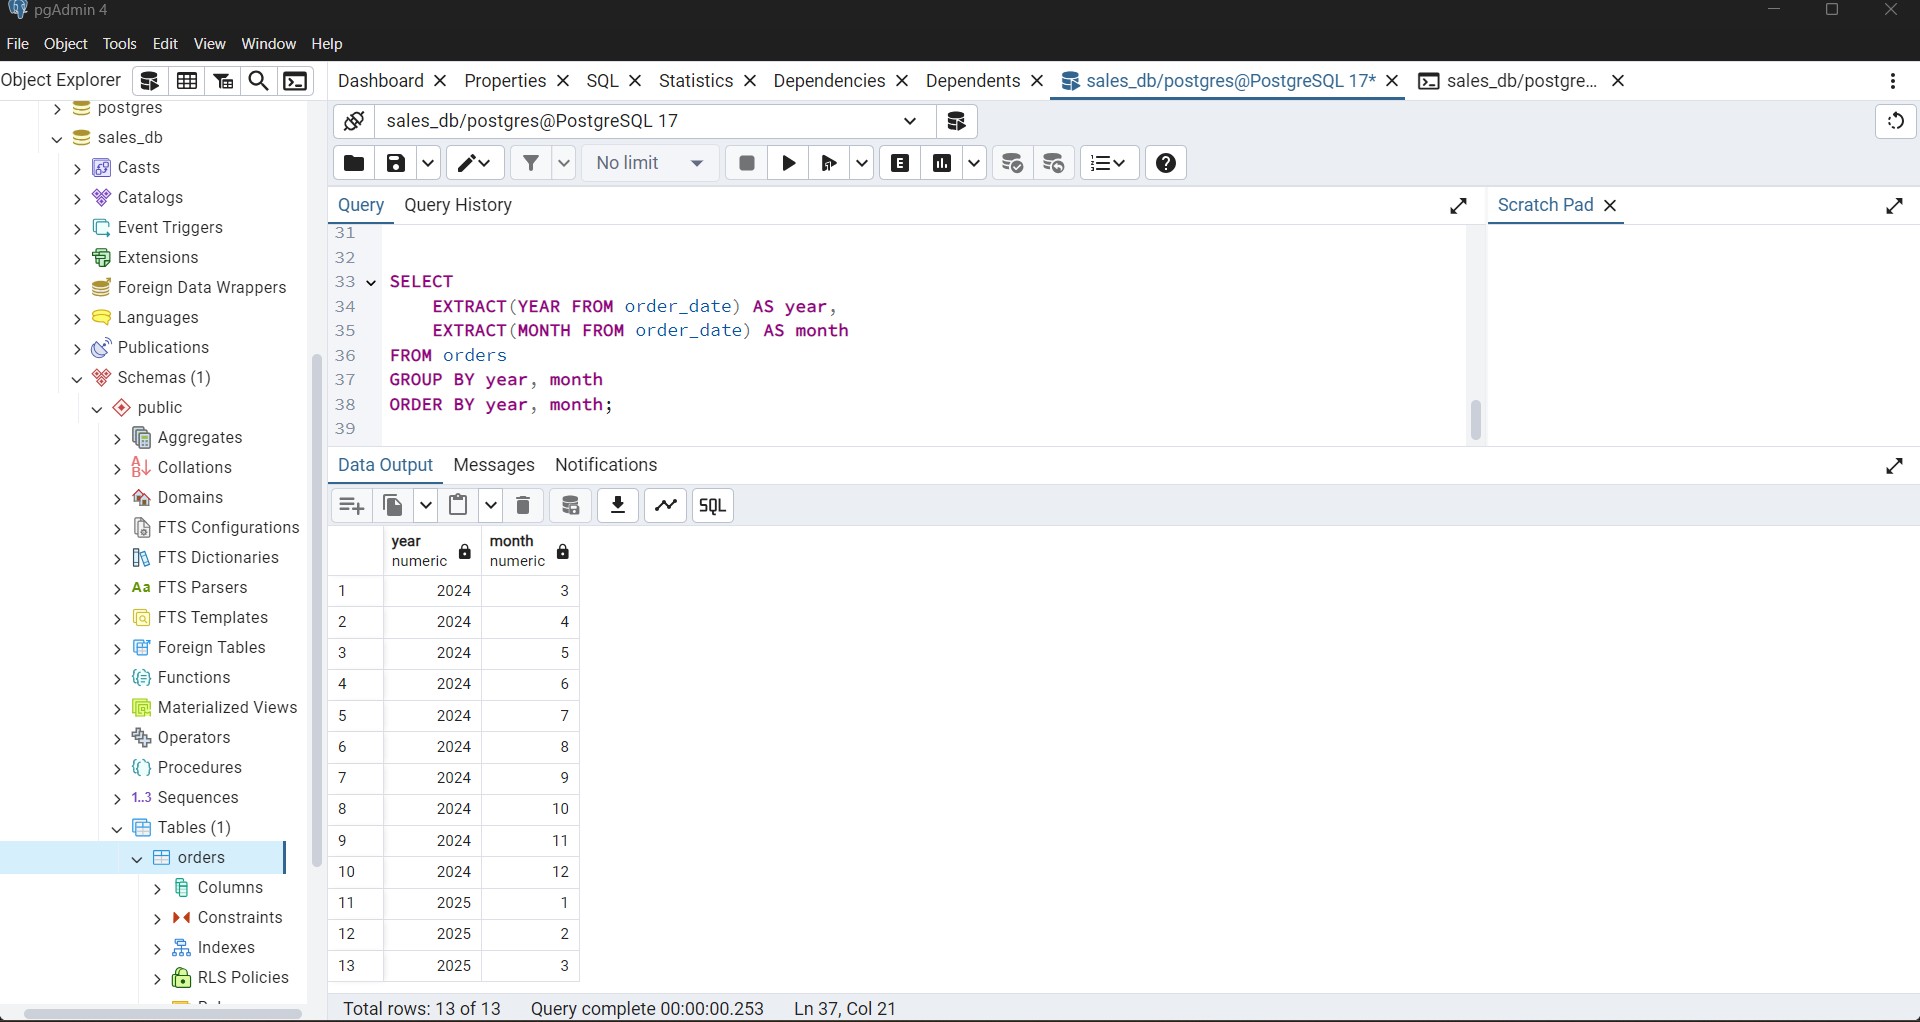 pgAdmin 4
File Object Tools Edit View Window Help
Object Explorer
Dashboard Properties SQL Statistics Dependencies Dependents sales_db/postgres@PostgreSQL 17* sales_db/postgre...
postgres
sales_db
Casts
Catalogs
Event Triggers
Extensions
Foreign Data Wrappers
Languages
Publications
Schemas (1)
public
Aggregates
Collations
Domains
FTS Configurations
FTS Dictionaries
Aa FTS Parsers
FTS Templates
Foreign Tables
Functions
Materialized Views
Operators
Procedures
1..3 Sequences
Tables (1)
orders
Columns
Constraints
Indexes
RLS Policies
sales_db/postgres@PostgreSQL 17
No limit E
Query Query History
Scratch Pad
31
32
33 SELECT
34 EXTRACT(YEAR FROM order_date) AS year,
35 EXTRACT(MONTH FROM order_date) AS month
36 FROM orders
37 GROUP BY year, month
38 ORDER BY year, month;
39
Data Output Messages Notifications
SQL
year month
numeric numeric
1 2024 3
2 2024 4
3 2024 5
4 2024 6
5 2024 7
6 2024 8
7 2024 9
8 2024 10
9 2024 11
10 2024 12
11 2025 1
12 2025 2
13 2025 3
Total rows: 13 of 13 Query complete 00:00:00.253 Ln 37, Col 21